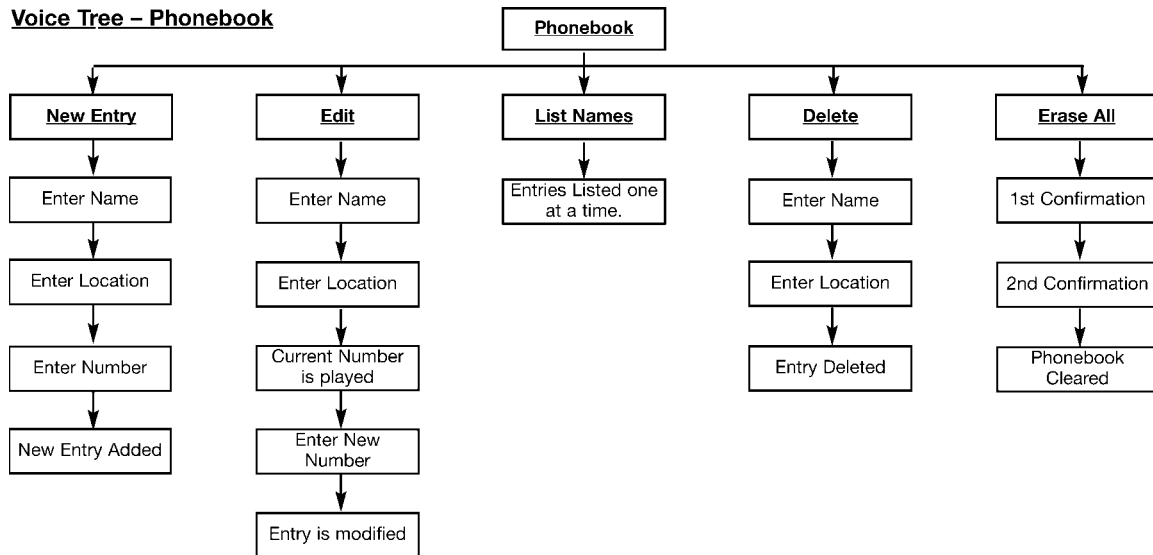 Voice Tree – Phonebook
Phonebook
New Entry
Edit
List Names
Delete
Erase All
Enter Name
Enter Name
Entries Listed one
at a time.
Enter Name
1st Confirmation
Enter Location
Enter Location
Enter Location
2nd Confirmation
Enter Number
Current Number
is played
Entry Deleted
Phonebook
Cleared
New Entry Added
Enter New
Number
Entry is modified